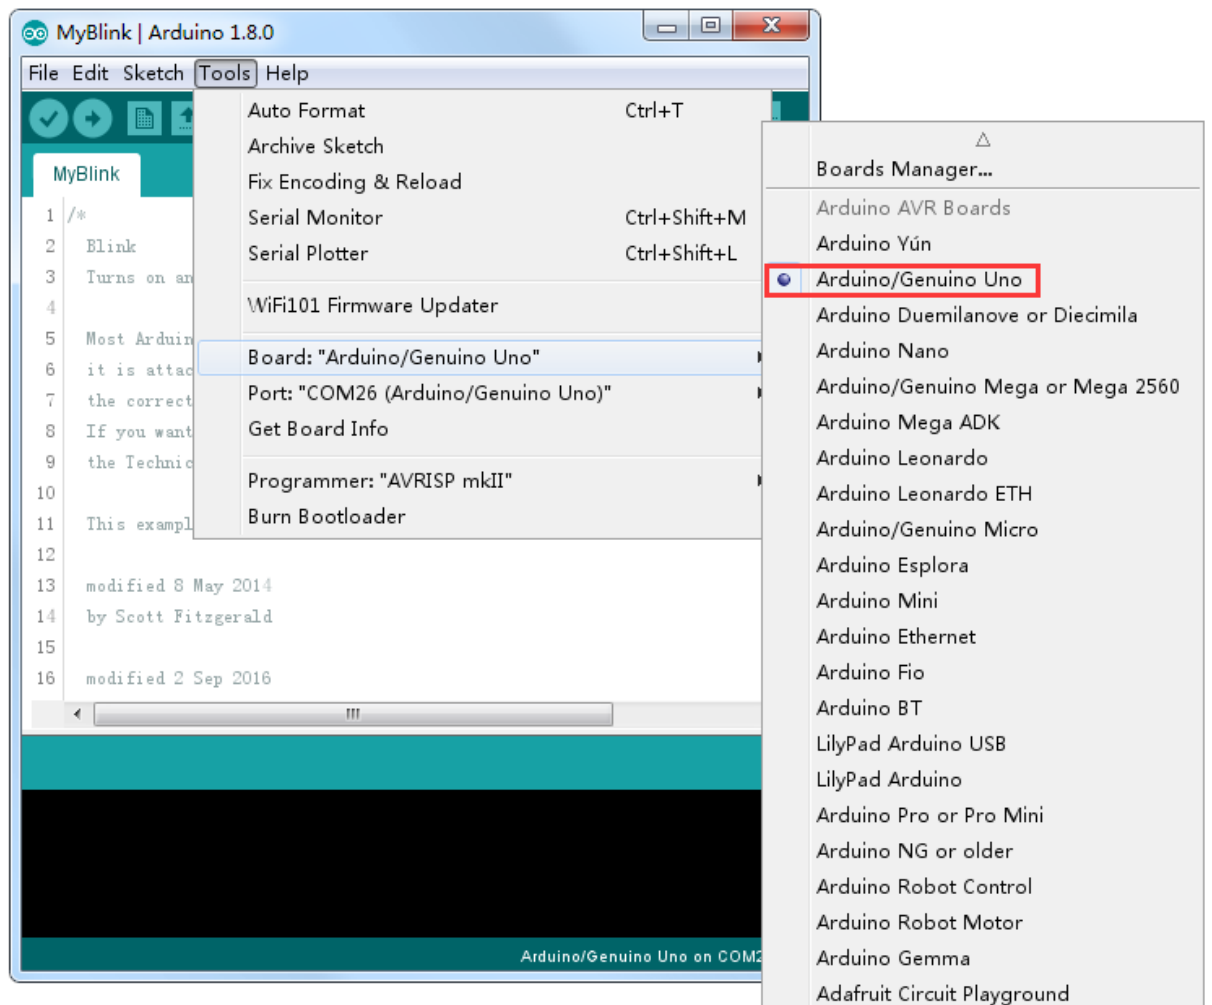 MyBlink | Arduino 1.8.0
File Edit Sketch Tools Help
Auto Format Ctrl+T
Archive Sketch
Fix Encoding & Reload
Serial Monitor Ctrl+Shift+M
Serial Plotter Ctrl+Shift+L
WiFi101 Firmware Updater
Board: "Arduino/Genuino Uno"
Port: "COM26 (Arduino/Genuino Uno)"
Get Board Info
Programmer: "AVRISP mkII"
Burn Bootloader
Boards Manager...
Arduino AVR Boards
Arduino Yún
Arduino/Genuino Uno
Arduino Duemilanove or Diecimila
Arduino Nano
Arduino/Genuino Mega or Mega 2560
Arduino Mega ADK
Arduino Leonardo
Arduino Leonardo ETH
Arduino/Genuino Micro
Arduino Esplora
Arduino Mini
Arduino Ethernet
Arduino Fio
Arduino BT
LilyPad Arduino USB
LilyPad Arduino
Arduino Pro or Pro Mini
Arduino NG or older
Arduino Robot Control
Arduino Robot Motor
Arduino Gemma
Adafruit Circuit Playground
MyBlink
1 /*
2 Blink
3 Turns on an
4
5 Most Arduin
6 it is attac
7 the correct
8 If you want
9 the Technic
10
11 This exampl
12
13 modified 8 May 2014
14 by Scott Fitzgerald
15
16 modified 2 Sep 2016
Arduino/Genuino Uno on COM2